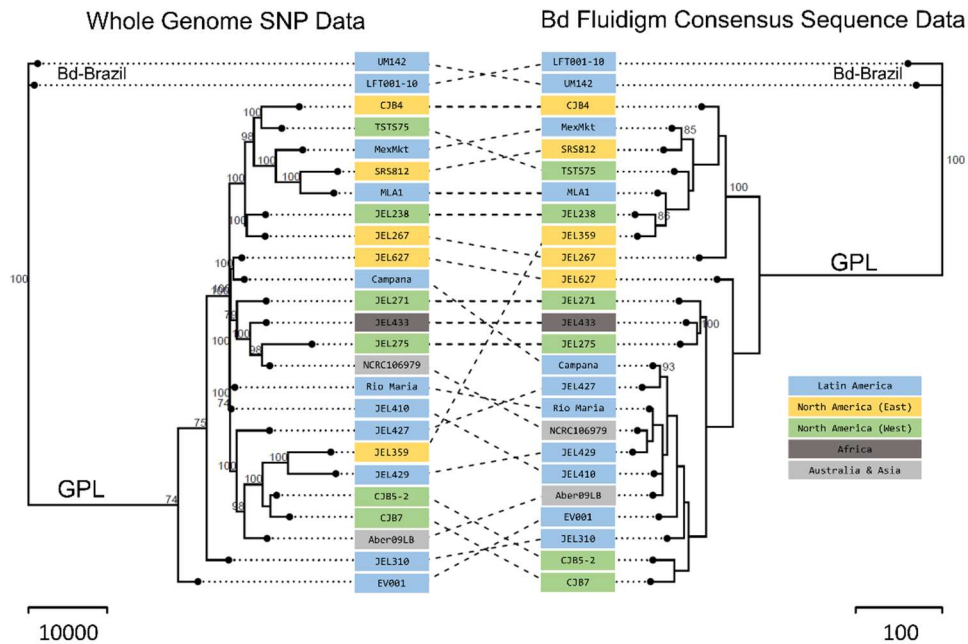 Whole Genome SNP Data
Bd Fluidigm Consensus Sequence Data
Bd-Brazil
GPL
100
100
98
100
100
100
100
100
79
100
100
98
100
74
75
74
100
100
98
100
10000
UM142
LFT001-10
CJB4
TSTS75
MexMkt
SRS812
MLA1
JEL238
JEL267
JEL627
Campana
JEL271
JEL433
JEL275
NCRC106979
Rio Maria
JEL410
JEL427
JEL359
JEL429
CJB5-2
CJB7
Aber09LB
JEL310
EV001
LFT001-10
UM142
CJB4
MexMkt
SRS812
TSTS75
MLA1
JEL238
JEL359
JEL267
JEL627
JEL271
JEL433
JEL275
Campana
JEL427
Rio Maria
NCRC106979
JEL429
JEL410
Aber09LB
EV001
JEL310
CJB5-2
CJB7
Bd-Brazil
85
100
100
GPL
100
93
Latin America
North America (East)
North America (West)
Africa
Australia & Asia
100